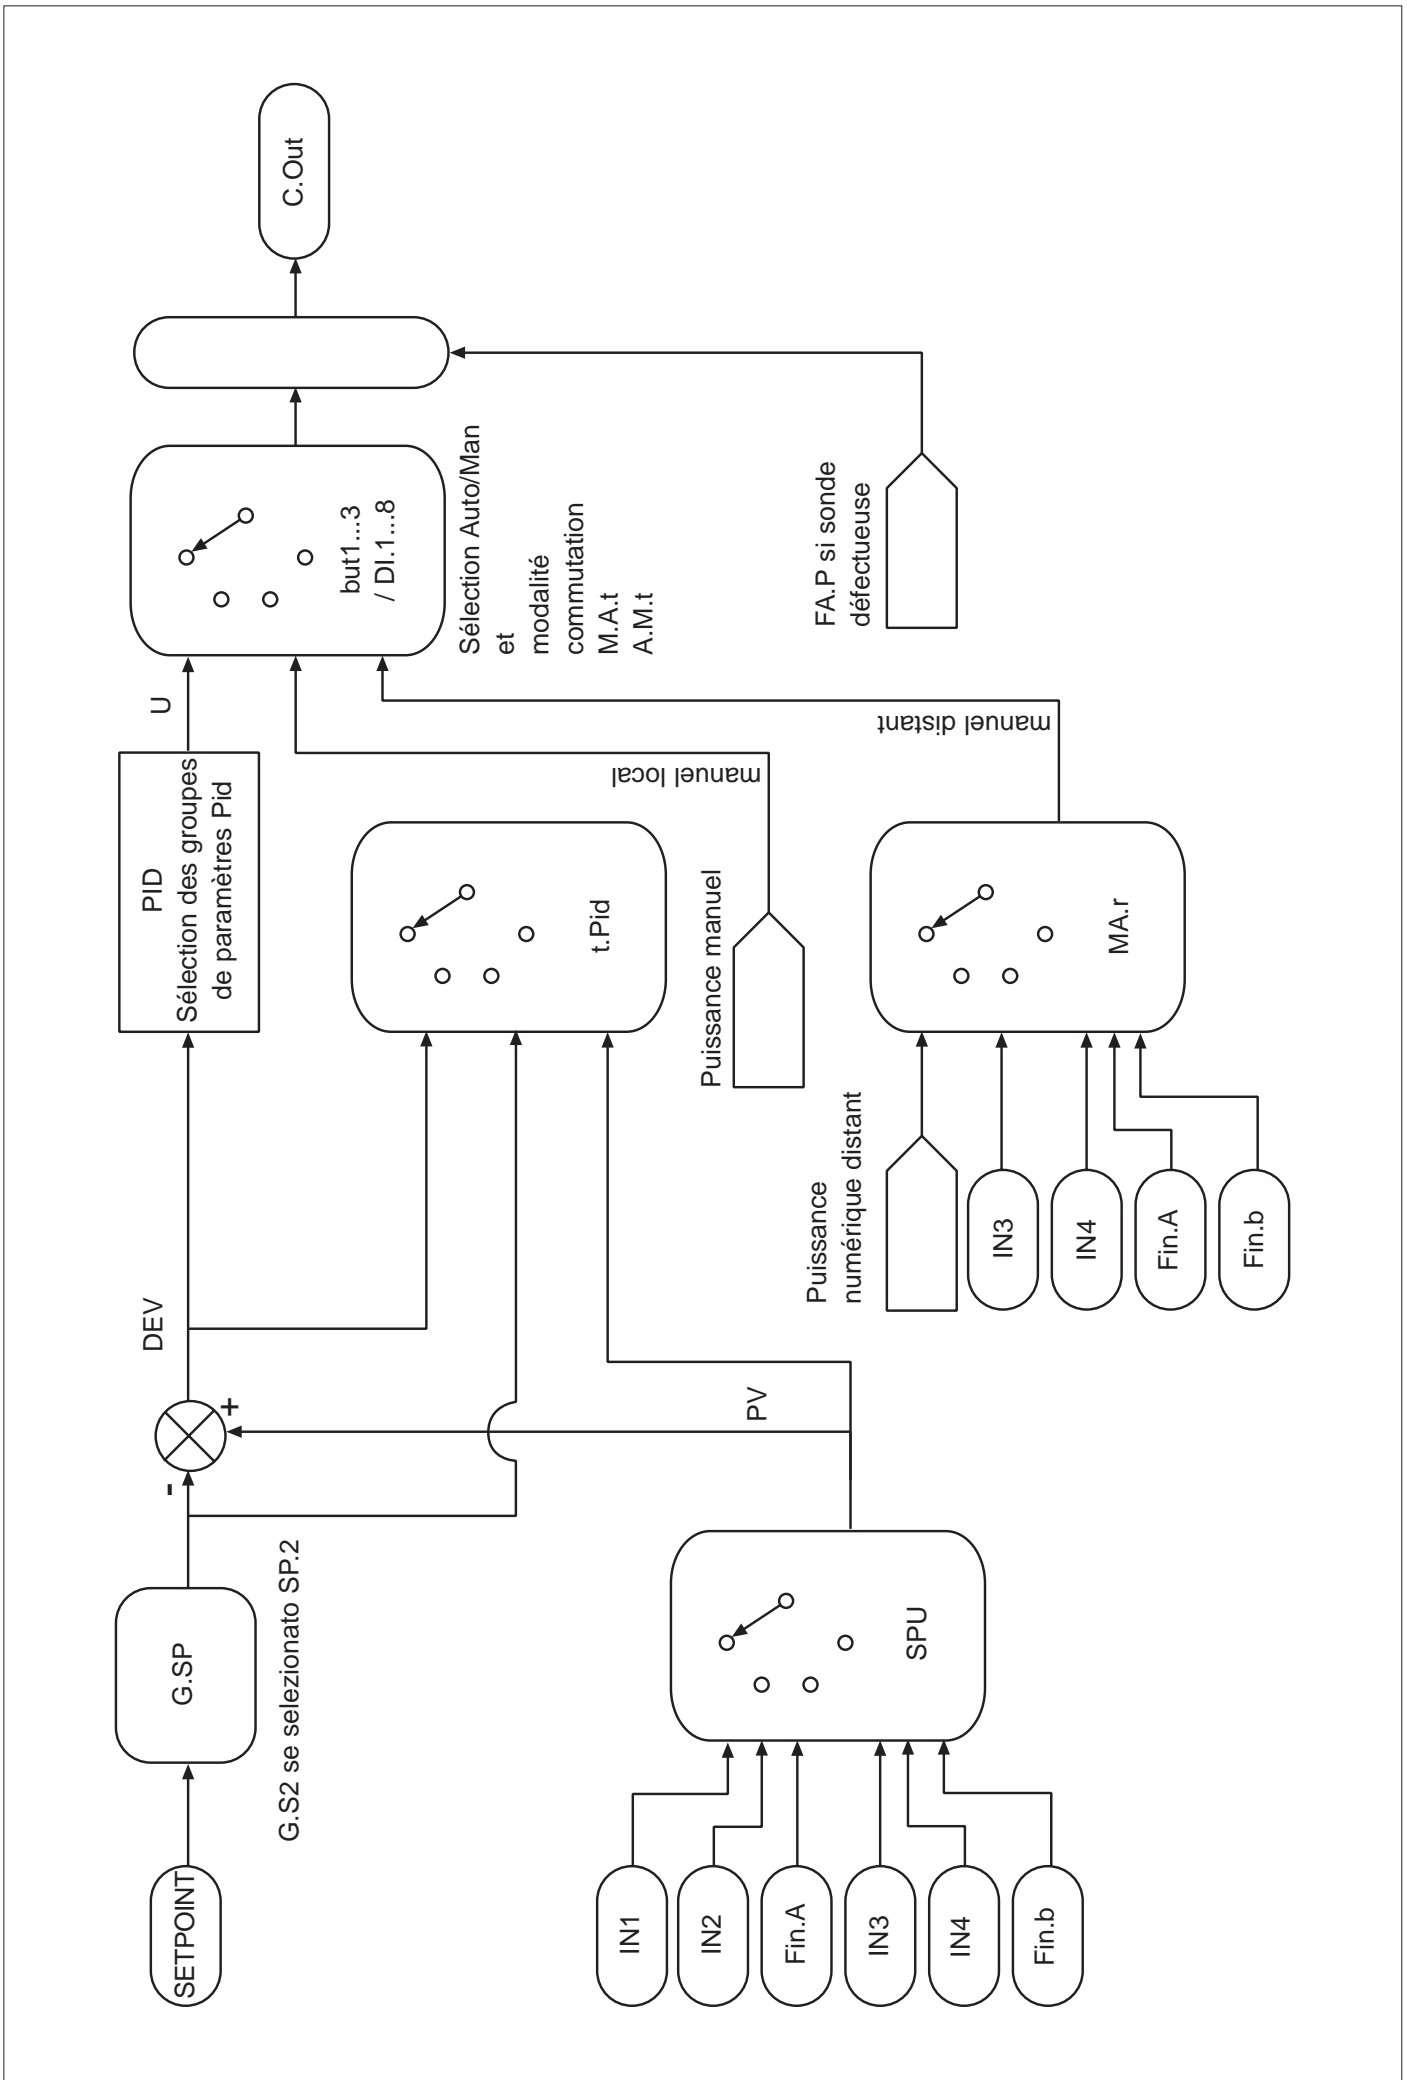 SETPOINT
G.SP
G.S2 se selezionato SP.2
-
+
DEV
PID
Sélection des groupes
de paramètres Pid
U
but1...3
/ DI.1...8
Sélection Auto/Man
et
modalité
commutation
M.A.t
A.M.t
C.Out
t.Pid
manuel local
manuel distant
FA.P si sonde
défectueuse
Puissance manuel
PV
IN1
IN2
Fin.A
IN3
IN4
Fin.b
SPU
Puissance
numérique distant
IN3
IN4
Fin.A
Fin.b
MA.r